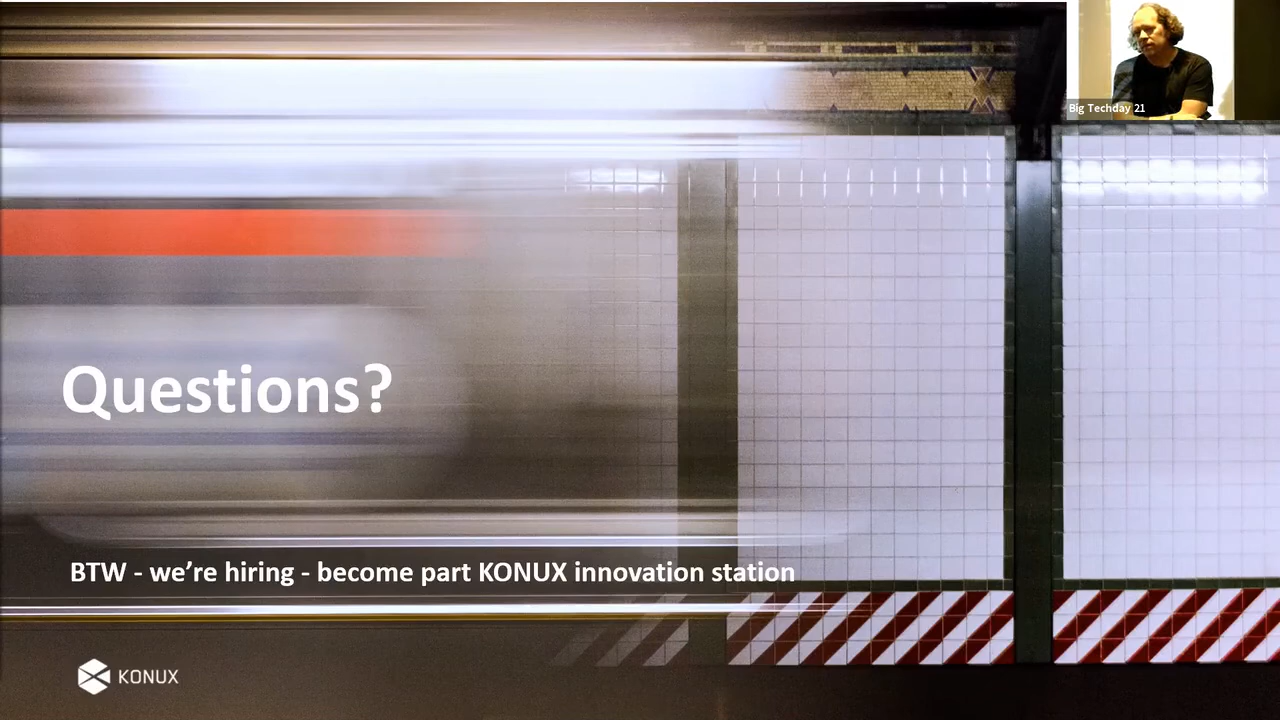 Big Techday 21
Questions?
BTW - we're hiring - become part KONUX innovation station
KONUX